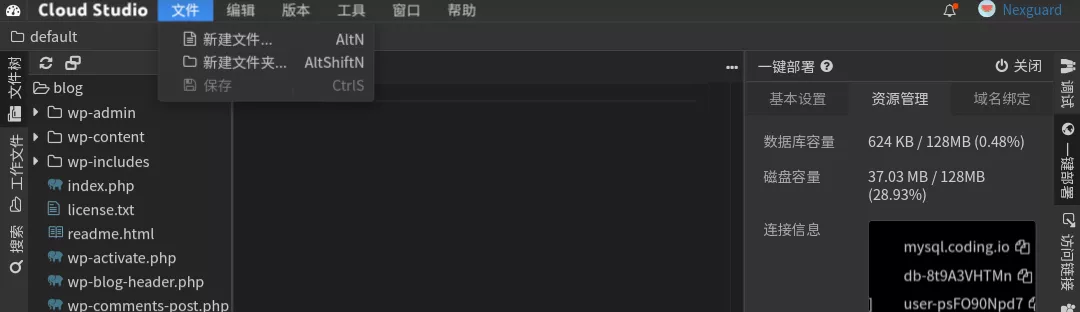 Cloud Studio 文件 编辑 版本 工具 窗口 帮助 Nexguard
default
新建文件... AltN
新建文件夹... AltShiftN
保存 CtrlS
文件树
工作文件
搜索
blog
wp-admin
wp-content
wp-includes
index.php
license.txt
readme.html
wp-activate.php
wp-blog-header.php
wp-comments-post.php
一键部署 关闭
基本设置 资源管理 域名绑定
数据库容量 624 KB / 128MB (0.48%)
磁盘容量 37.03 MB / 128MB
(28.93%)
连接信息
mysql.coding.io
db-8t9A3VHTMn
user-psFO90Npd7
调试
一键部署
访问链接